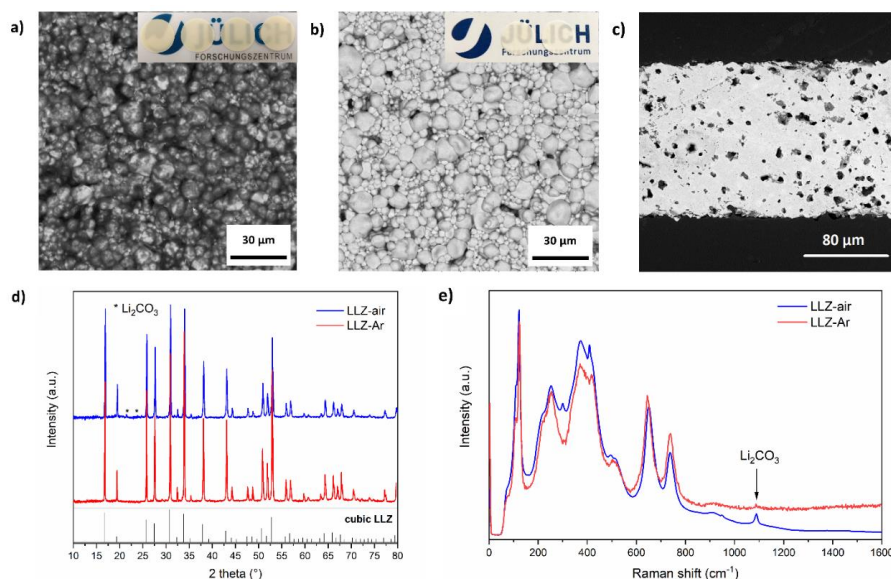 a)
JÜLICH
FORSCHUNGSZENTRUM
30 µm
b)
JÜLICH
Forschungszentrum
30 µm
c)
80 µm
d)
* Li₂CO₃
LLZ-air
LLZ-Ar
* *
Intensity (a.u.)
cubic LLZ
10 15 20 25 30 35 40 45 50 55 60 65 70 75 80
2 theta (°)
e)
LLZ-air
LLZ-Ar
Li₂CO₃
Intensity (a.u.)
0 200 400 600 800 1000 1200 1400 1600
Raman shift (cm⁻¹)